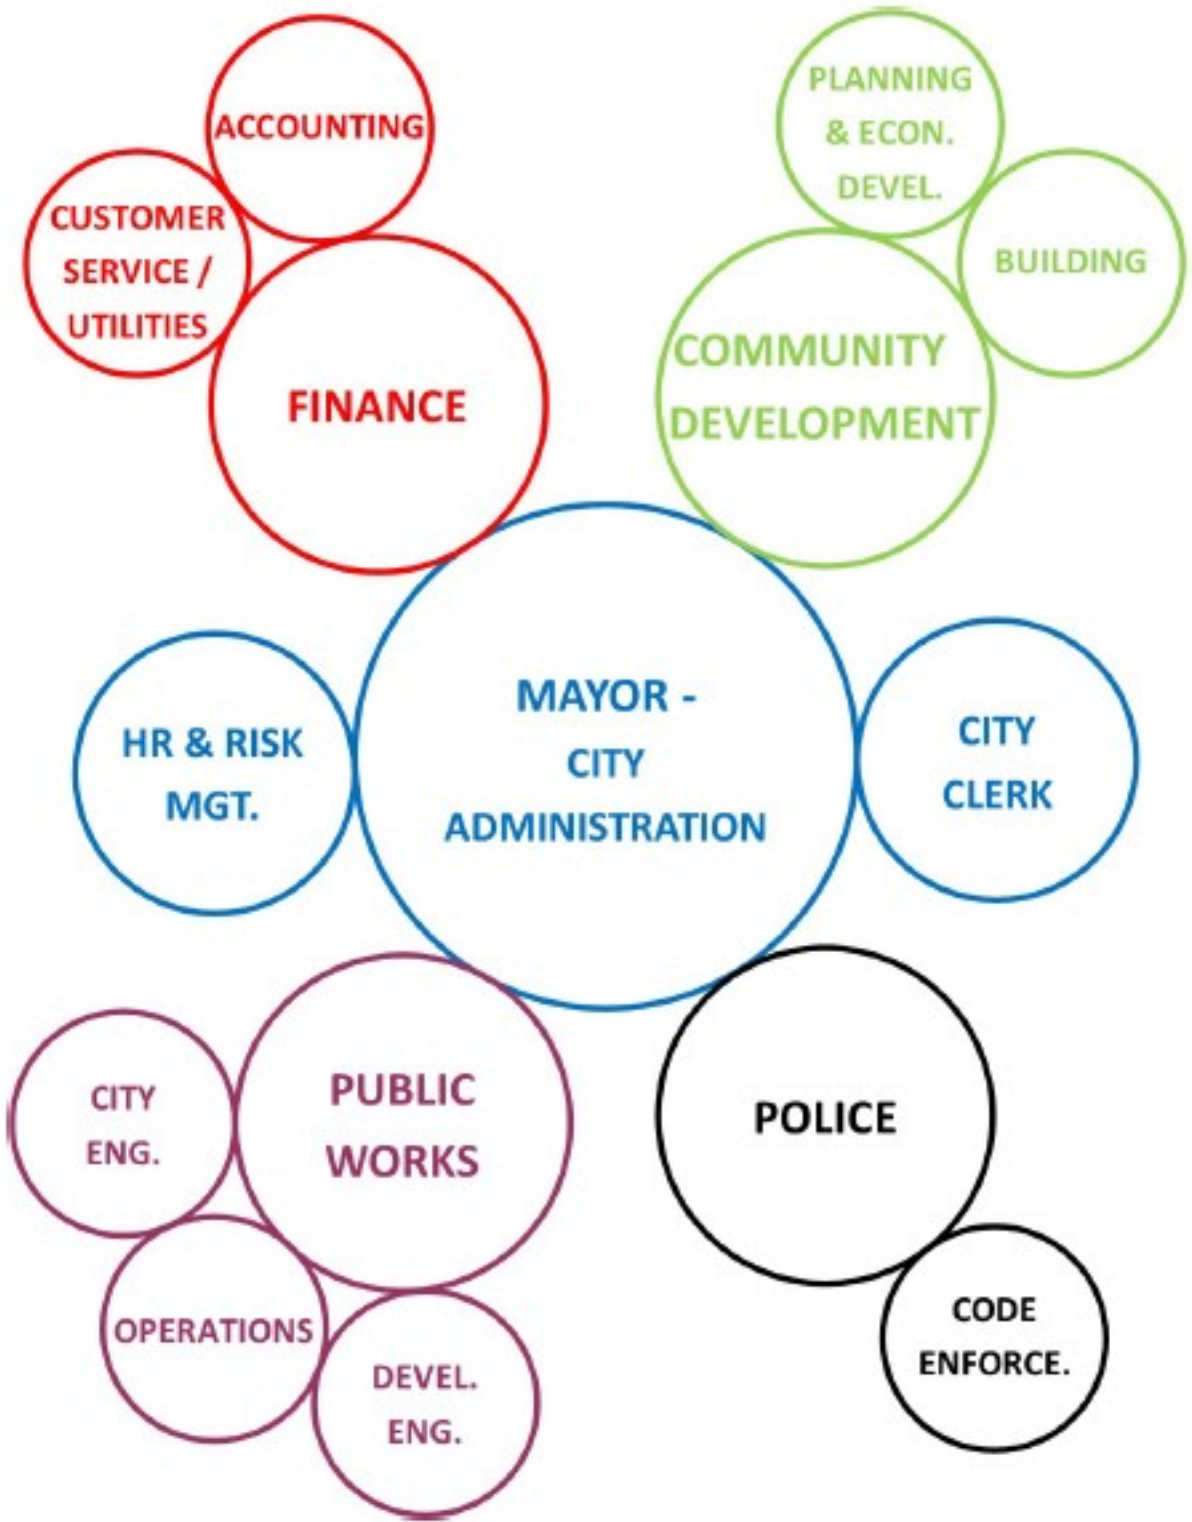 ACCOUNTING
CUSTOMER
SERVICE /
UTILITIES
FINANCE
PLANNING
& ECON.
DEVEL.
BUILDING
COMMUNITY
DEVELOPMENT
HR & RISK
MGT.
MAYOR -
CITY
ADMINISTRATION
CITY
CLERK
PUBLIC
WORKS
CITY
ENG.
OPERATIONS
DEVEL.
ENG.
POLICE
CODE
ENFORCE.